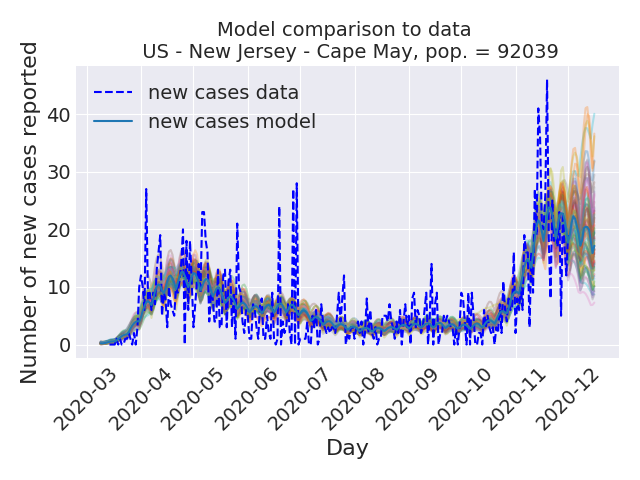 Model comparison to data
US - New Jersey - Cape May, pop. = 92039
Number of new cases reported
40
30
20
10
0
new cases data
new cases model
2020-03
2020-04
2020-05
2020-06
2020-07
2020-08
2020-09
2020-10
2020-11
2020-12
Day